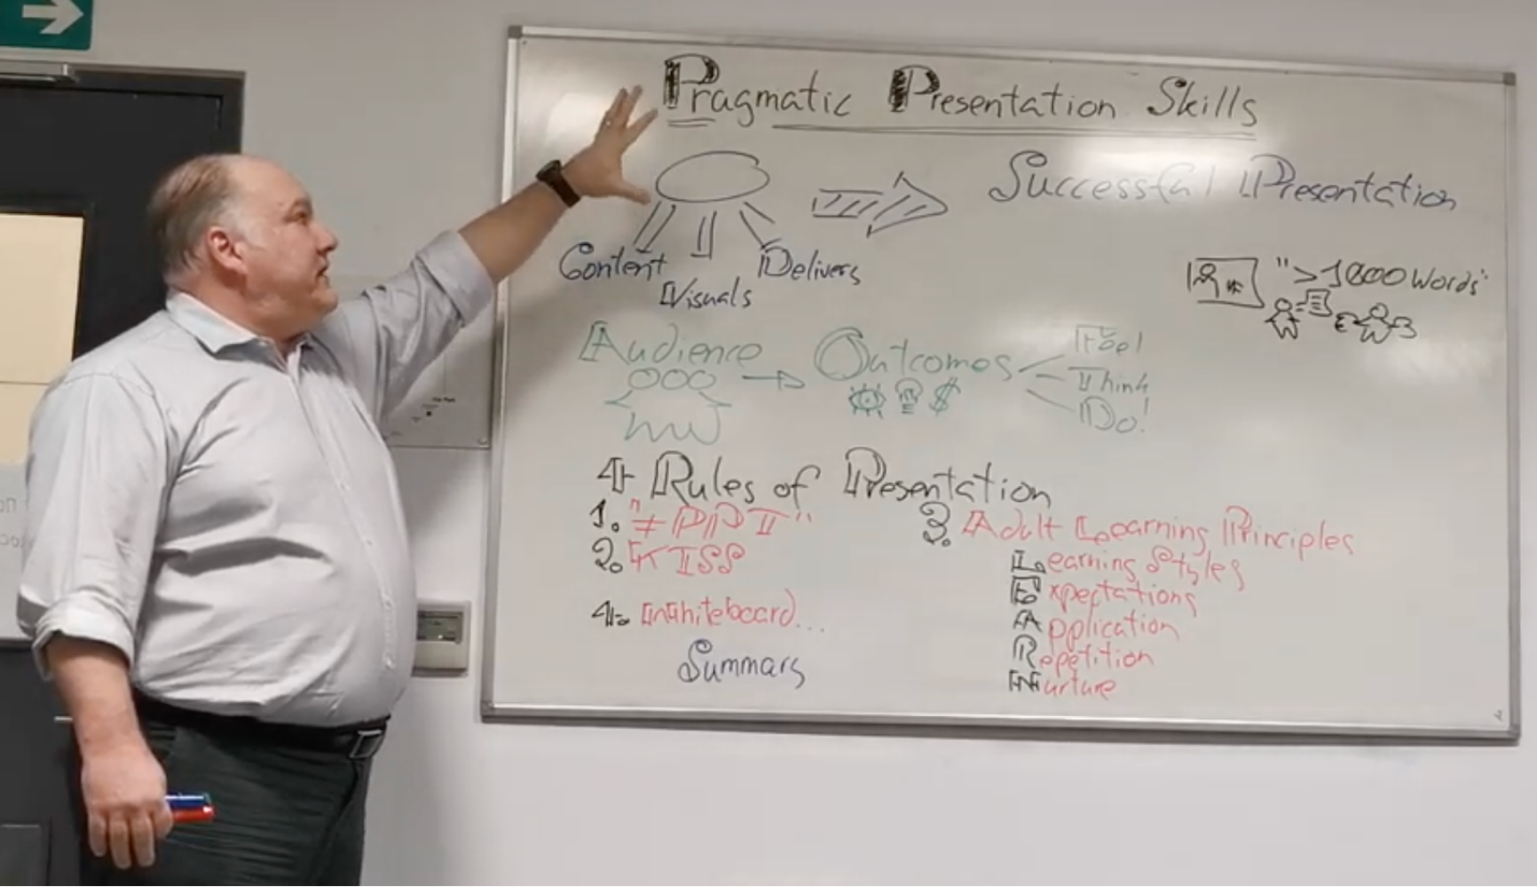 Pragmatic Presentation Skills
Successful Presentation
Content
Visuals
Delivery
">1000 words"
Audience → Outcomes
Feel
Think
Do!
$
4 Rules of Presentation
1. "≠ PPT"
2. KISS
3. Adult Learning Principles
Learning Styles
Expectations
Application
Repetition
Nurture
4. Whiteboard...
Summary